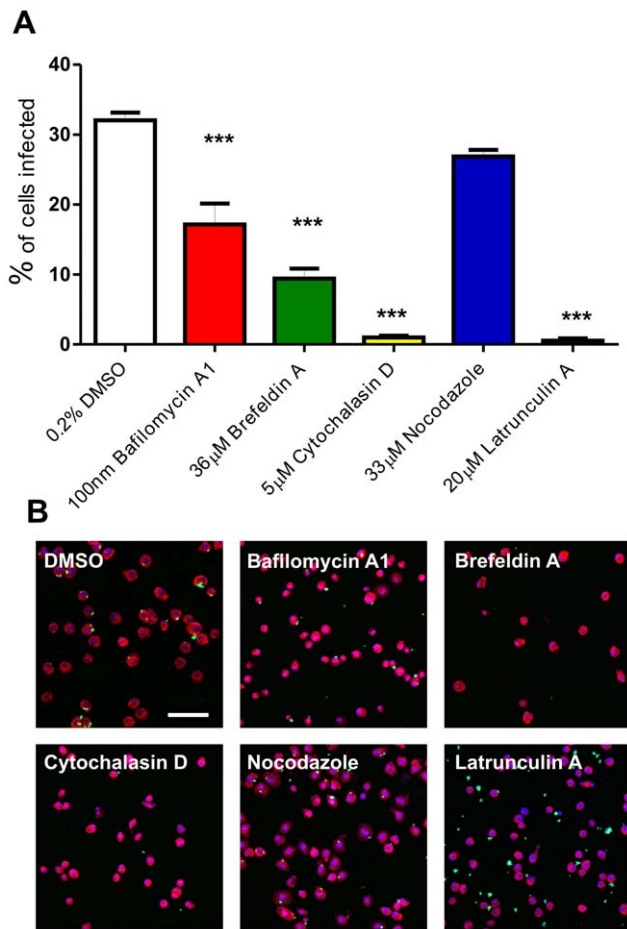 A
% of cells infected
40
30
20
10
0
***
***
***
***
0.2% DMSO
100nm Bafilomycin A1
36µM Brefeldin A
5µM Cytochalasin D
33µM Nocodazole
20µM Latrunculin A
B
DMSO
Bafilomycin A1
Brefeldin A
Cytochalasin D
Nocodazole
Latrunculin A